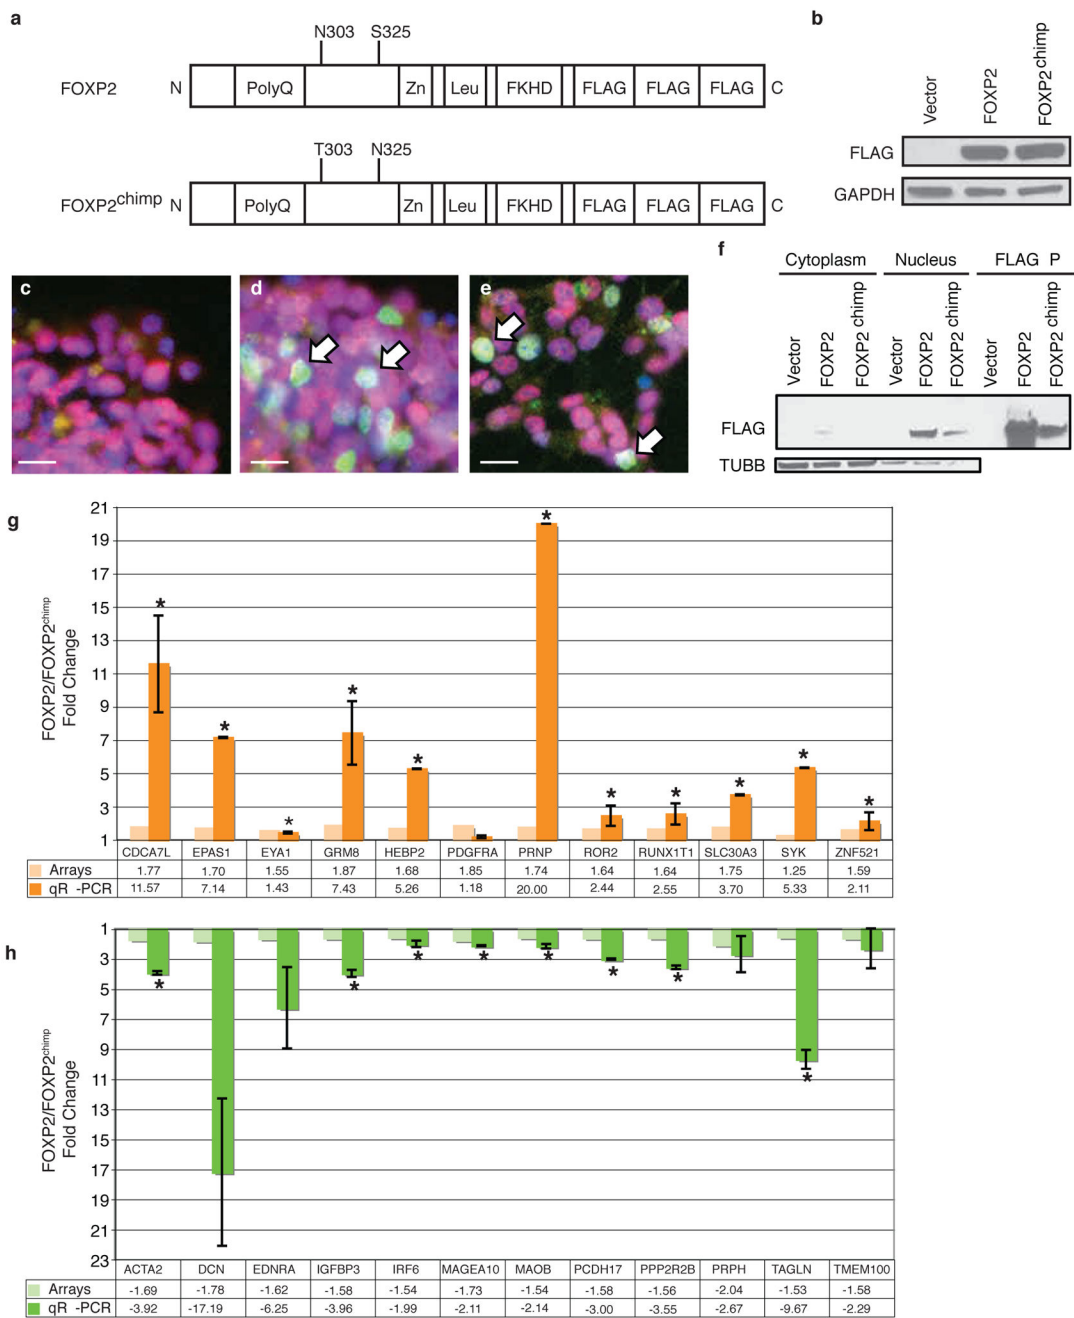 a
N303 S325
FOXP2 N PolyQ Zn Leu FKHD FLAG FLAG FLAG C
T303 N325
FOXP2chimp N PolyQ Zn Leu FKHD FLAG FLAG FLAG C
b
Vector FOXP2 FOXP2chimp
FLAG
GAPDH
c
d
e
f
Cytoplasm Nucleus FLAG P
Vector FOXP2 FOXP2chimp Vector FOXP2 FOXP2chimp Vector FOXP2 FOXP2chimp
FLAG
TUBB
g
FOXP2/FOXP2chimp
Fold Change
21
19
17
15
13
11
9
7
5
3
1
* * * * * * * * * * *
CDCA7L EPAS1 EYA1 GRM8 HEBP2 PDGFRA PRNP ROR2 RUNX1T1 SLC30A3 SYK ZNF521
Arrays 1.77 1.70 1.55 1.87 1.68 1.85 1.74 1.64 1.64 1.75 1.25 1.59
qR -PCR 11.57 7.14 1.43 7.43 5.26 1.18 20.00 2.44 2.55 3.70 5.33 2.11
h
FOXP2/FOXP2chimp
Fold Change
1
3
5
7
9
11
13
15
17
19
21
23
* * * * * * * *
ACTA2 DCN EDNRA IGFBP3 IRF6 MAGEA10 MAOB PCDH17 PPP2R2B PRPH TAGLN TMEM100
Arrays -1.69 -1.78 -1.62 -1.58 -1.54 -1.73 -1.54 -1.58 -1.56 -2.04 -1.53 -1.58
qR -PCR -3.92 -17.19 -6.25 -3.96 -1.99 -2.11 -2.14 -3.00 -3.55 -2.67 -9.67 -2.29